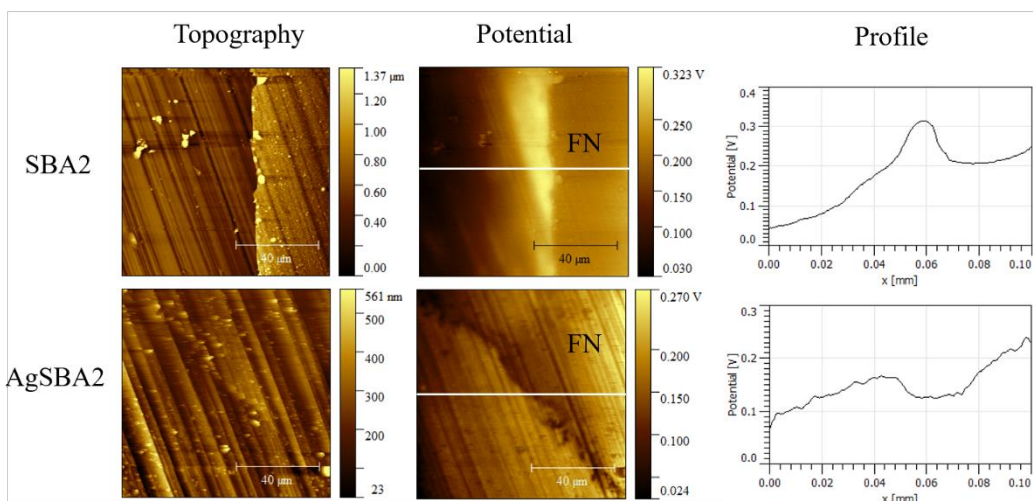 Topography Potential Profile
SBA2
1.37 μm
1.20
1.00
0.80
0.60
0.40
0.00
40 μm
FN
40 μm
0.323 V
0.250
0.200
0.150
0.100
0.030
Potential [V]
0.4
0.3
0.2
0.1
0.0
0.00 0.02 0.04 0.06 0.08 0.10
x [mm]
AgSBA2
561 nm
500
400
300
200
23
40 μm
FN
40 μm
0.270 V
0.200
0.150
0.100
0.024
Potential [V]
0.3
0.2
0.1
0.0
0.00 0.02 0.04 0.06 0.08 0.10
x [mm]